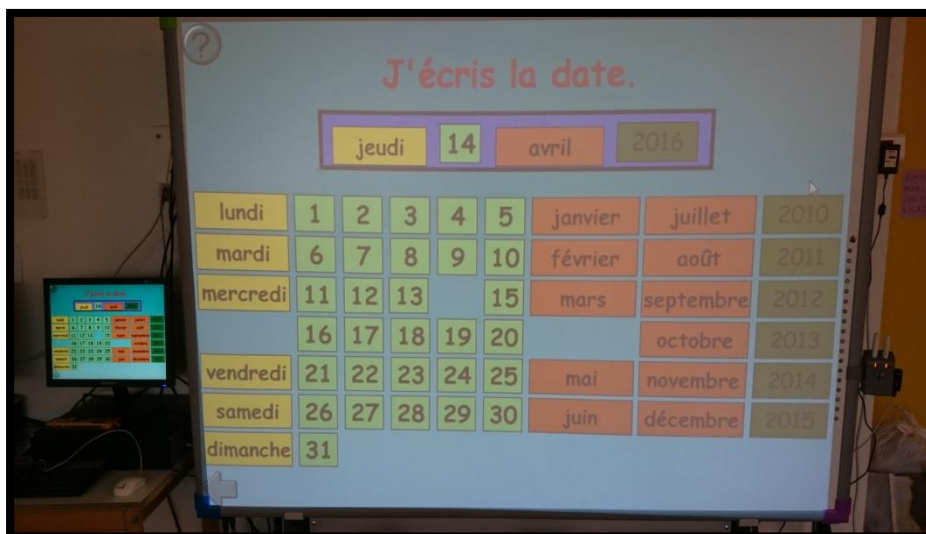 ?
J'écris la date.
jeudi 14 avril 2016
lundi 1 2 3 4 5 janvier juillet 2010
mardi 6 7 8 9 10 février août 2011
mercredi 11 12 13 15 mars septembre 2012
16 17 18 19 20 octobre 2013
vendredi 21 22 23 24 25 mai novembre 2014
samedi 26 27 28 29 30 juin décembre 2015
dimanche 31